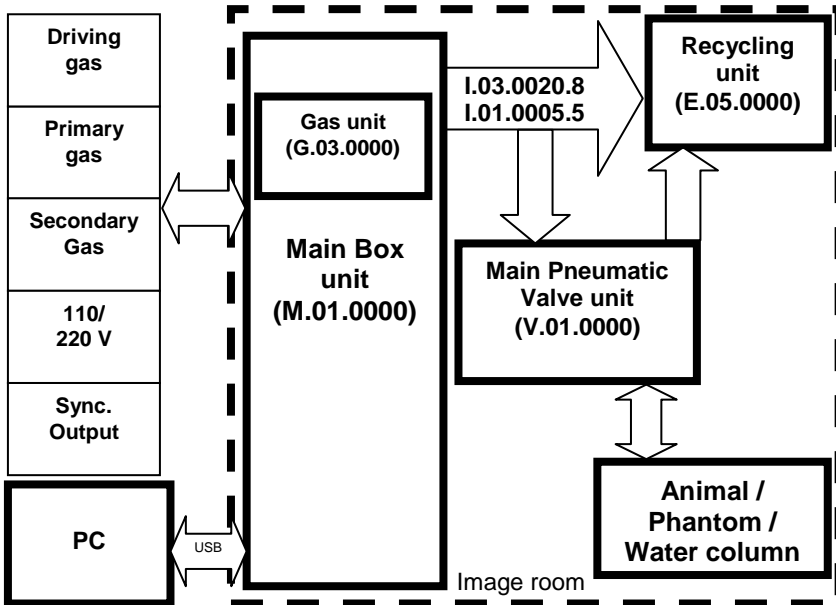 Driving
gas
Primary
gas
Secondary
Gas
110/
220 V
Sync.
Output
PC
USB
Gas unit
(G.03.0000)
Main Box
unit
(M.01.0000)
I.03.0020.8
I.01.0005.5
Recycling
unit
(E.05.0000)
Main Pneumatic
Valve unit
(V.01.0000)
Animal /
Phantom /
Water column
Image room